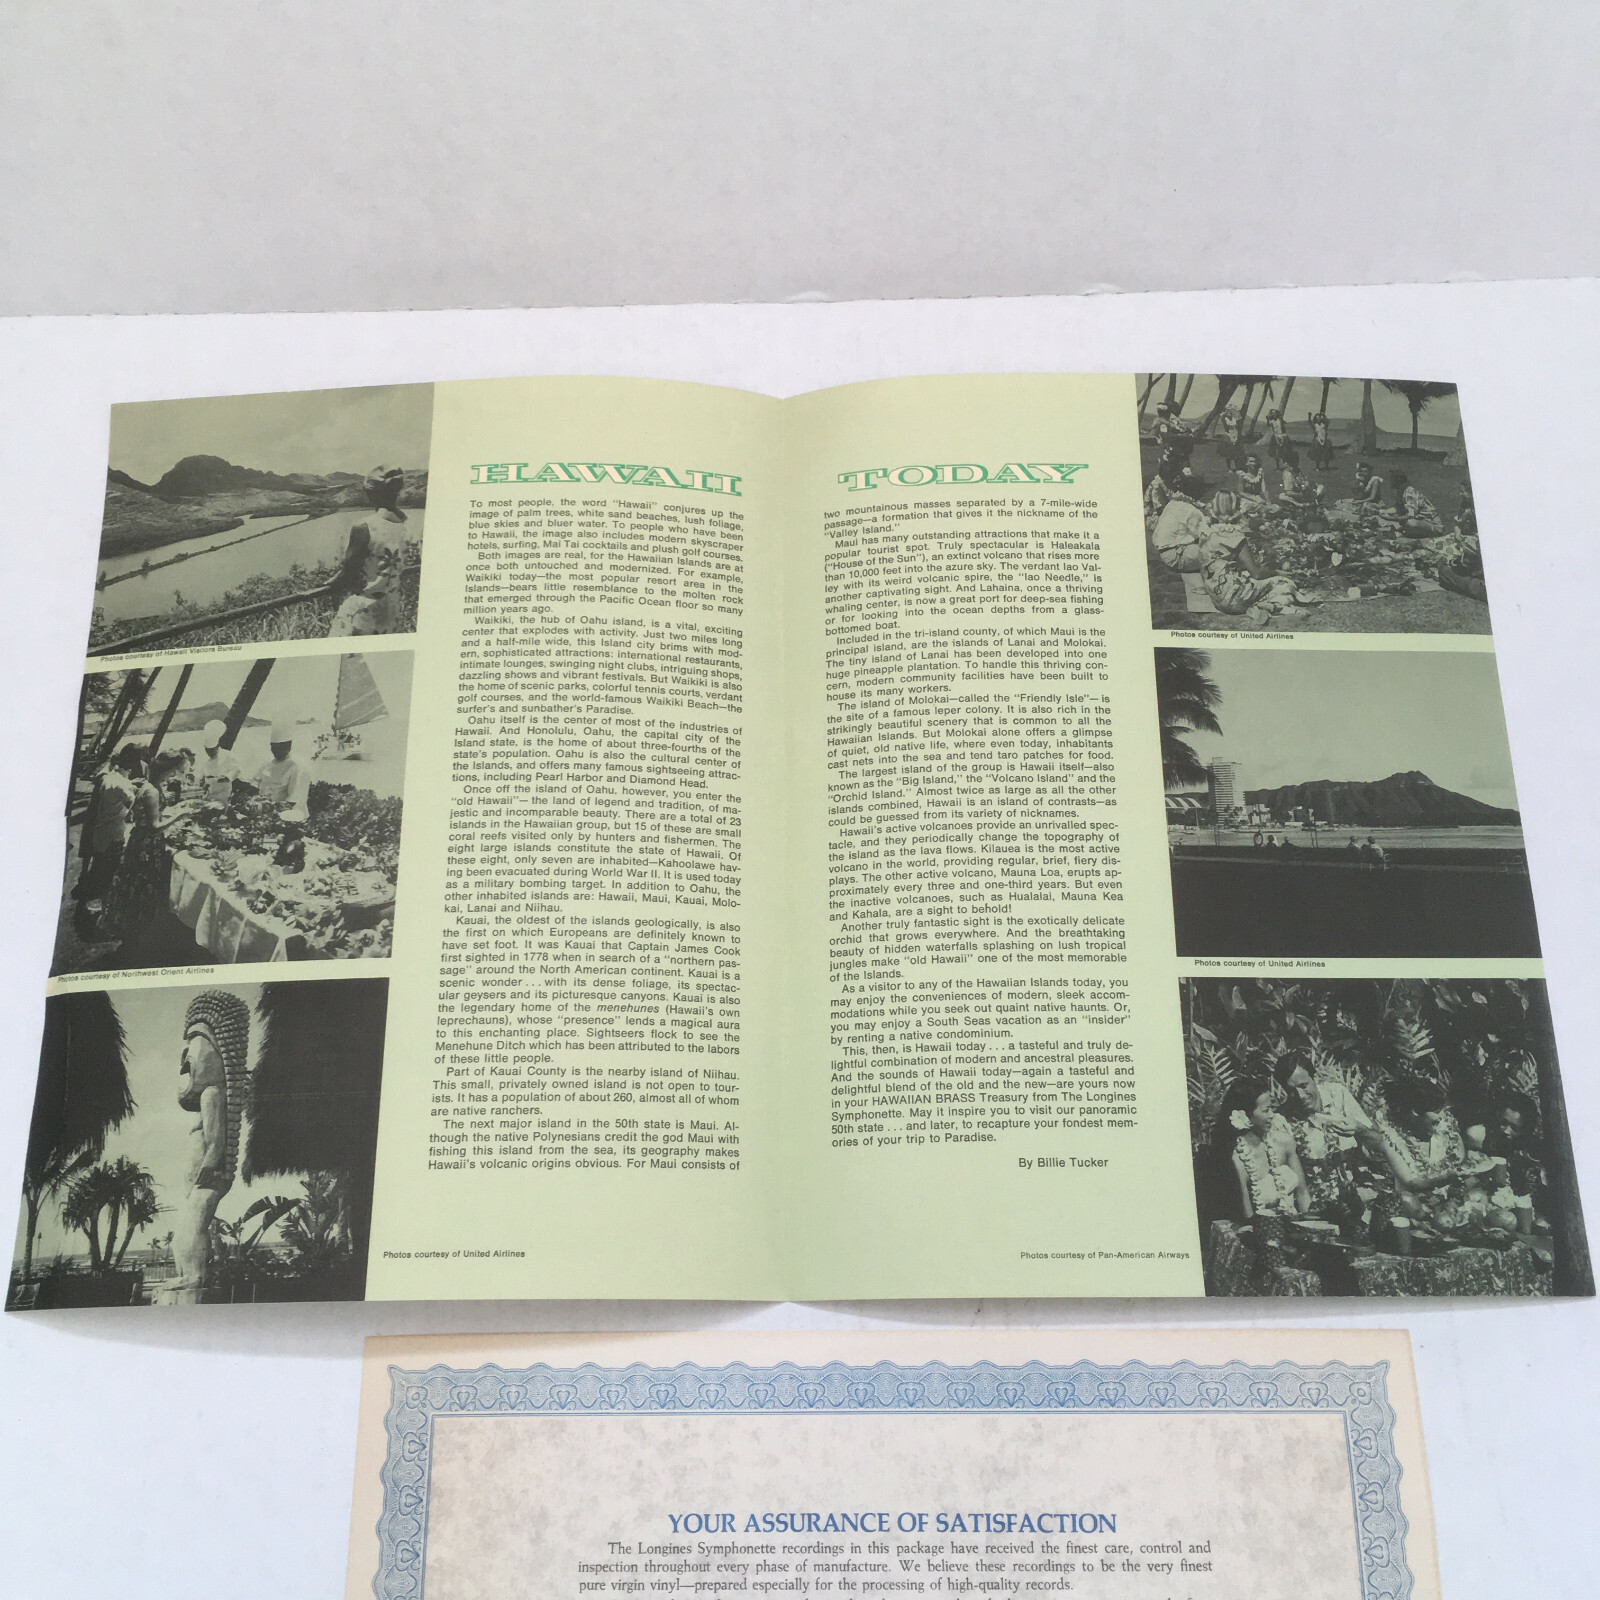 HAWAII
To most people, the word "Hawaii" conjures up the
image of palm trees, white sand beaches, lush foliage,
blue skies and bluer water. To people who have been
to Hawaii, the image also includes modern skyscraper
hotels, surfing, Mai Tai cocktails and plush golf courses.
Both images are real, for the Hawaiian Islands are at
once both untouched and modernized. For example,
Waikiki today—the most popular resort area in the
Islands—bears little resemblance to the molten rock
that emerged through the Pacific Ocean floor so many
million years ago.
Waikiki, the hub of Oahu island, is a vital, exciting
center that explodes with activity. Just two miles long
and a half-mile wide, this Island city brims with mod-
ern, sophisticated attractions: international restaurants,
intimate lounges, swinging night clubs, intriguing shops,
dazzling shows and vibrant festivals. But Waikiki is also
the home of scenic parks, colorful tennis courts, verdant
golf courses, and the world-famous Waikiki Beach—the
surfer's and sunbather's Paradise.
Oahu itself is the center of most of the industries of
Hawaii. And Honolulu, Oahu, the capital city of the
Island state, is the home of about three-fourths of the
state's population. Oahu is also the cultural center of
the Islands, and offers many famous sightseeing attrac-
tions, including Pearl Harbor and Diamond Head.
Once off the island of Oahu, however, you enter the
"old Hawaii"— the land of legend and tradition, of ma-
jestic and incomparable beauty. There are a total of 23
islands in the Hawaiian group, but 15 of these are small
coral reefs visited only by hunters and fishermen. The
eight large islands constitute the state of Hawaii. Of
these eight, only seven are inhabited—Kahoolawe hav-
ing been evacuated during World War II. It is used today
as a military bombing target. In addition to Oahu, the
other inhabited islands are: Hawaii, Maui, Kauai, Molo-
kai, Lanai and Niihau.
Kauai, the oldest of the islands geologically, is also
the first on which Europeans are definitely known to
have set foot. It was Kauai that Captain James Cook
first sighted in 1778 when in search of a "northern pas-
sage" around the North American continent. Kauai is a
scenic wonder . . . with its dense foliage, its spectac-
ular geysers and its picturesque canyons. Kauai is also
the legendary home of the menehunes (Hawaii's own
leprechauns), whose "presence" lends a magical aura
to this enchanting place. Sightseers flock to see the
Menehune Ditch which has been attributed to the labors
of these little people.
Part of Kauai County is the nearby island of Niihau.
This small, privately owned island is not open to tour-
ists. It has a population of about 260, almost all of whom
are native ranchers.
The next major island in the 50th state is Maui. Al-
though the native Polynesians credit the god Maui with
fishing this island from the sea, its geography makes
Hawaii's volcanic origins obvious. For Maui consists of
Photos courtesy of Hawaii Visitors Bureau
Photos courtesy of Northwest Orient Airlines
Photos courtesy of United Airlines
TODAY
two mountainous masses separated by a 7-mile-wide
passage—a formation that gives it the nickname of the
"Valley Island."
Maui has many outstanding attractions that make it a
popular tourist spot. Truly spectacular is Haleakala
("House of the Sun"), an extinct volcano that rises more
than 10,000 feet into the azure sky. The verdant Iao Val-
ley with its weird volcanic spire, the "Iao Needle," is
another captivating sight. And Lahaina, once a thriving
whaling center, is now a great port for deep-sea fishing
or for looking into the ocean depths from a glass-
bottomed boat.
Included in the tri-island county, of which Maui is the
principal island, are the islands of Lanai and Molokai.
The tiny island of Lanai has been developed into one
huge pineapple plantation. To handle this thriving con-
cern, modern community facilities have been built to
house its many workers.
The island of Molokai—called the "Friendly Isle"— is
the site of a famous leper colony. It is also rich in the
strikingly beautiful scenery that is common to all the
Hawaiian Islands. But Molokai alone offers a glimpse
of quiet, old native life, where even today, inhabitants
cast nets into the sea and tend taro patches for food.
The largest island of the group is Hawaii itself—also
known as the "Big Island," the "Volcano Island" and the
"Orchid Island." Almost twice as large as all the other
islands combined, Hawaii is an island of contrasts—as
could be guessed from its variety of nicknames.
Hawaii's active volcanoes provide an unrivalled spec-
tacle, and they periodically change the topography of
the island as the lava flows. Kilauea is the most active
volcano in the world, providing regular, brief, fiery dis-
plays. The other active volcano, Mauna Loa, erupts ap-
proximately every three and one-third years. But even
the inactive volcanoes, such as Hualalai, Mauna Kea
and Kahala, are a sight to behold!
Another truly fantastic sight is the exotically delicate
orchid that grows everywhere. And the breathtaking
beauty of hidden waterfalls splashing on lush tropical
jungles make "old Hawaii" one of the most memorable
of the Islands.
As a visitor to any of the Hawaiian Islands today, you
may enjoy the conveniences of modern, sleek accom-
modations while you seek out quaint native haunts. Or,
you may enjoy a South Seas vacation as an "insider"
by renting a native condominium.
This, then, is Hawaii today . . . a tasteful and truly de-
lightful combination of modern and ancestral pleasures.
And the sounds of Hawaii today—again a tasteful and
delightful blend of the old and the new—are yours now
in your HAWAIIAN BRASS Treasury from The Longines
Symphonette. May it inspire you to visit our panoramic
50th state . . . and later, to recapture your fondest mem-
ories of your trip to Paradise.
By Billie Tucker
Photos courtesy of United Airlines
Photos courtesy of United Airlines
Photos courtesy of Pan-American Airways
YOUR ASSURANCE OF SATISFACTION
The Longines Symphonette recordings in this package have received the finest care, control and
inspection throughout every phase of manufacture. We believe these recordings to be the very finest
pure virgin vinyl—prepared especially for the processing of high-quality records.